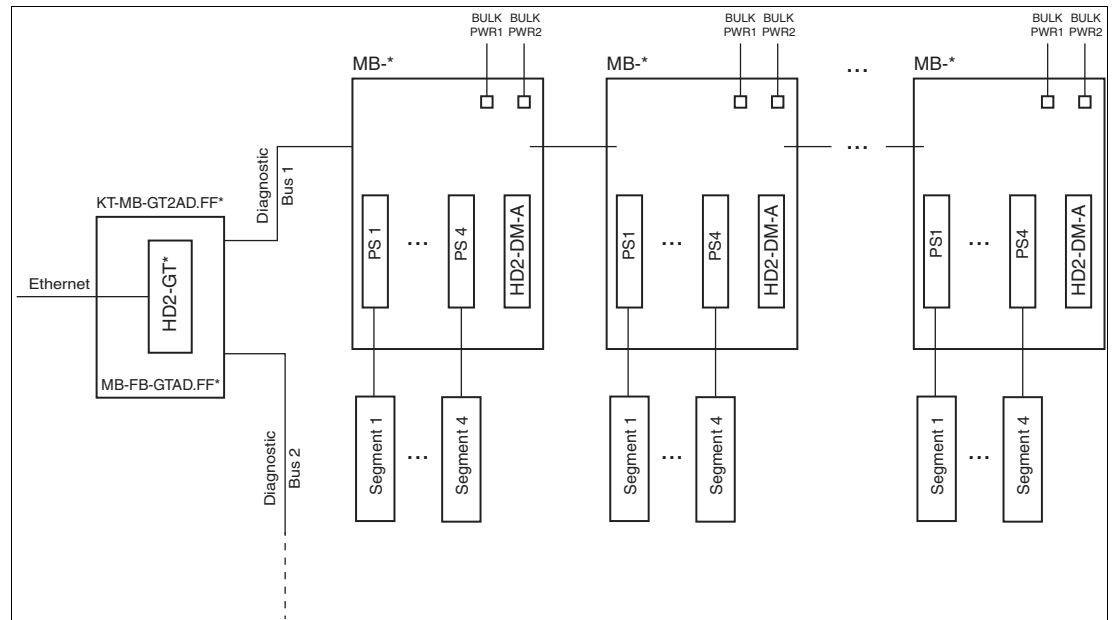 BULK BULK
PWR1 PWR2
BULK BULK
PWR1 PWR2
BULK BULK
PWR1 PWR2
MB-*
MB-*
...
MB-*
Diagnostic
Bus 1
...
KT-MB-GT2AD.FF*
Ethernet
HD2-GT*
MB-FB-GTAD.FF*
PS 1
...
PS 4
HD2-DM-A
PS1
...
PS4
HD2-DM-A
PS1
...
PS4
HD2-DM-A
Segment 1
...
Segment 4
Segment 1
...
Segment 4
Segment 1
...
Segment 4
Diagnostic
Bus 2